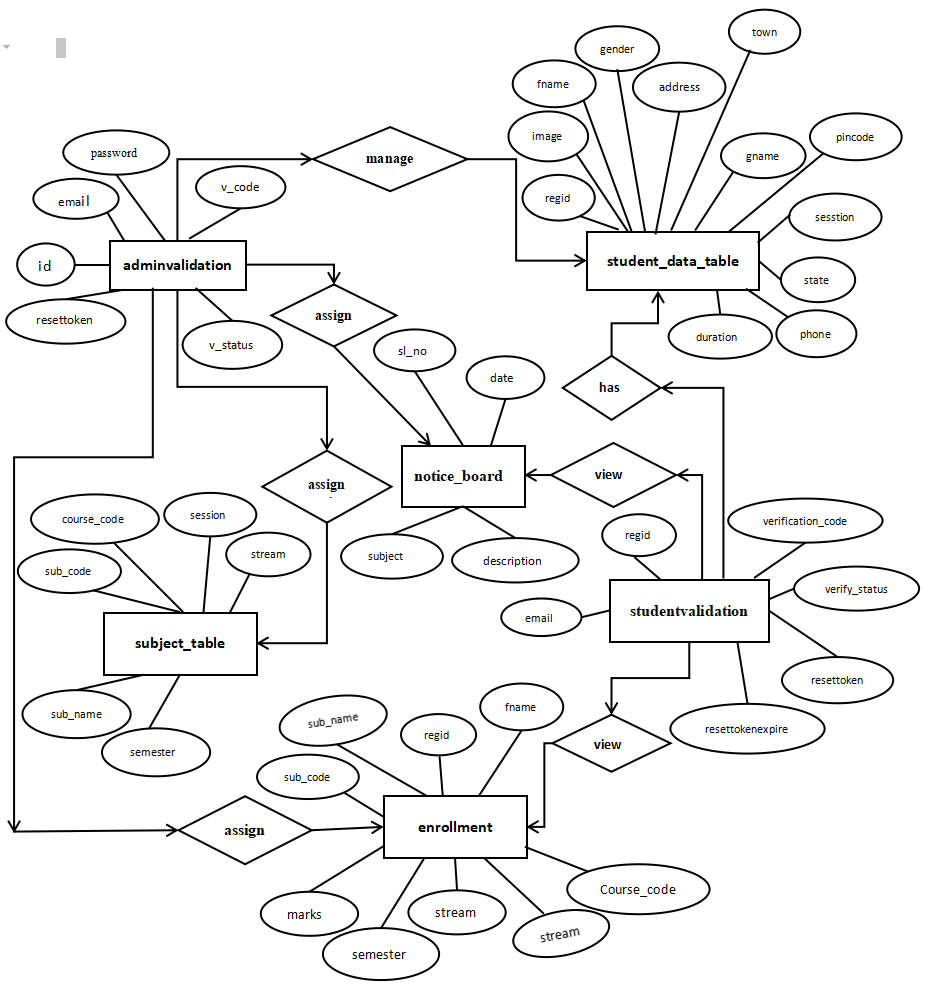 town
gender
fname
address
image
pincode
password
manage
gname
v_code
email
regid
sesstion
id
adminvalidation
student_data_table
state
resettoken
assign
v_status
duration
phone
sl_no
date
has
notice_board
view
assign
course_code
session
regid
verification_code
sub_code
stream
subject
description
verify_status
email
studentvalidation
subject_table
resettoken
sub_name
semester
sub_name
fname
regid
resettokenexpire
view
sub_code
assign
enrollment
marks
stream
Course_code
semester
stream